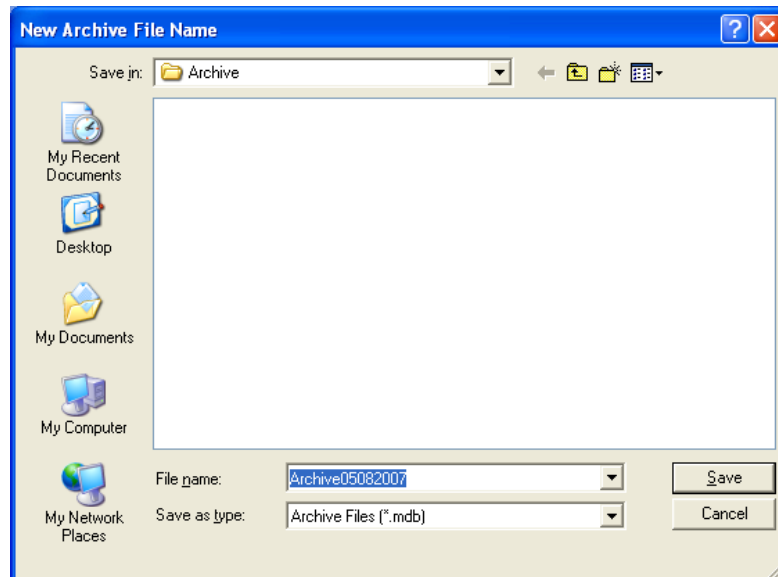 New Archive File Name
Save in:
Archive
My Recent
Documents
Desktop
My Documents
My Computer
My Network
Places
File name:
Archive05082007
Save
Save as type:
Archive Files (*.mdb)
Cancel